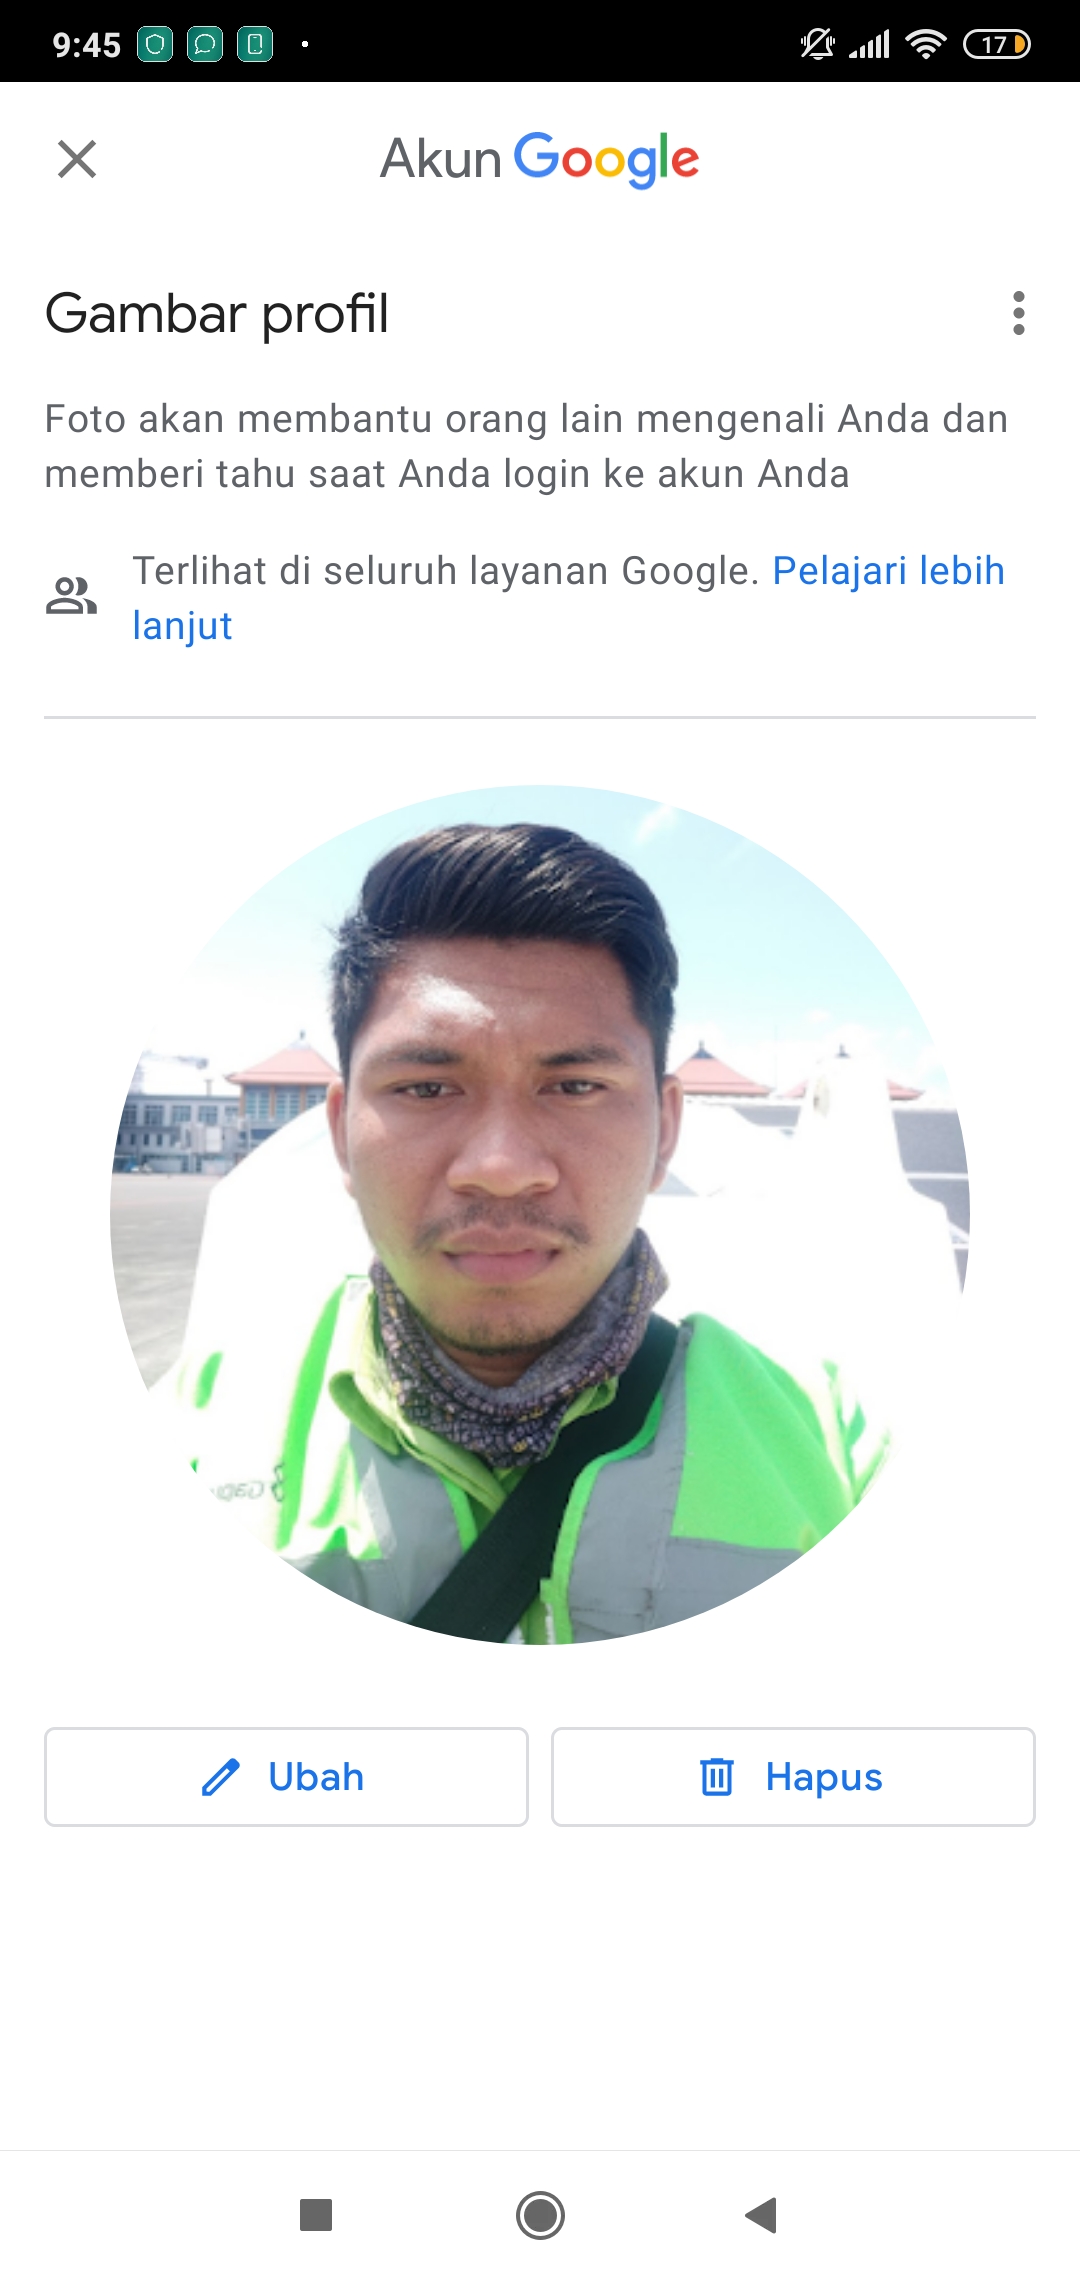 9:45
17
Akun Google
Gambar profil
Foto akan membantu orang lain mengenali Anda dan
memberi tahu saat Anda login ke akun Anda
Terlihat di seluruh layanan Google. Pelajari lebih
lanjut
Ubah
Hapus